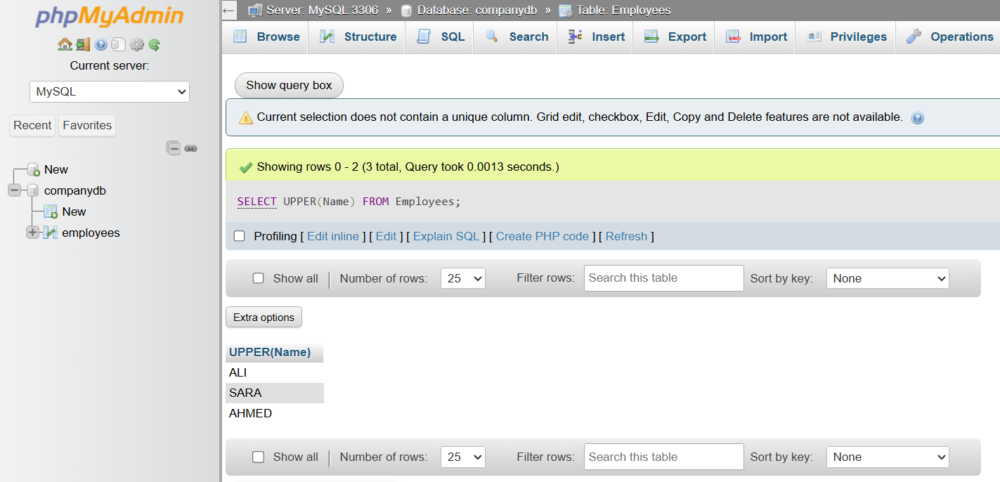 phpMyAdmin
Current server:
MySQL
Recent Favorites
New
companydb
New
employees
Server: MySQL:3306 » Database: companydb » Table: Employees
Browse Structure SQL Search Insert Export Import Privileges Operations
Show query box
Current selection does not contain a unique column. Grid edit, checkbox, Edit, Copy and Delete features are not available.
Showing rows 0 - 2 (3 total, Query took 0.0013 seconds.)
SELECT UPPER(Name) FROM Employees;
Profiling [ Edit inline ] [ Edit ] [ Explain SQL ] [ Create PHP code ] [ Refresh ]
Show all | Number of rows: 25 Filter rows: Search this table Sort by key: None
Extra options
UPPER(Name)
ALI
SARA
AHMED
Show all | Number of rows: 25 Filter rows: Search this table Sort by key: None